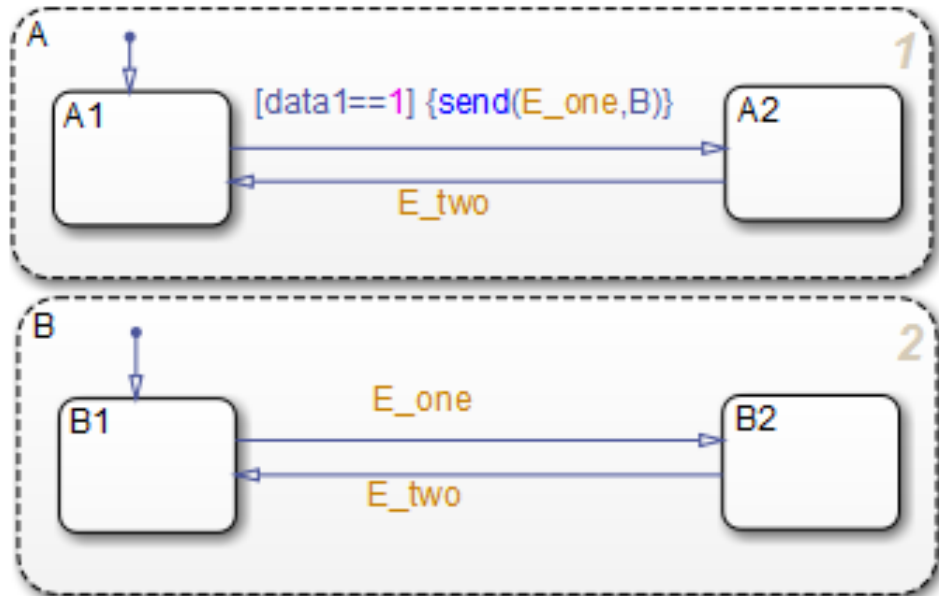 A
1
A1
[data1==1] {send(E_one,B)}
A2
E_two
B
2
B1
E_one
B2
E_two